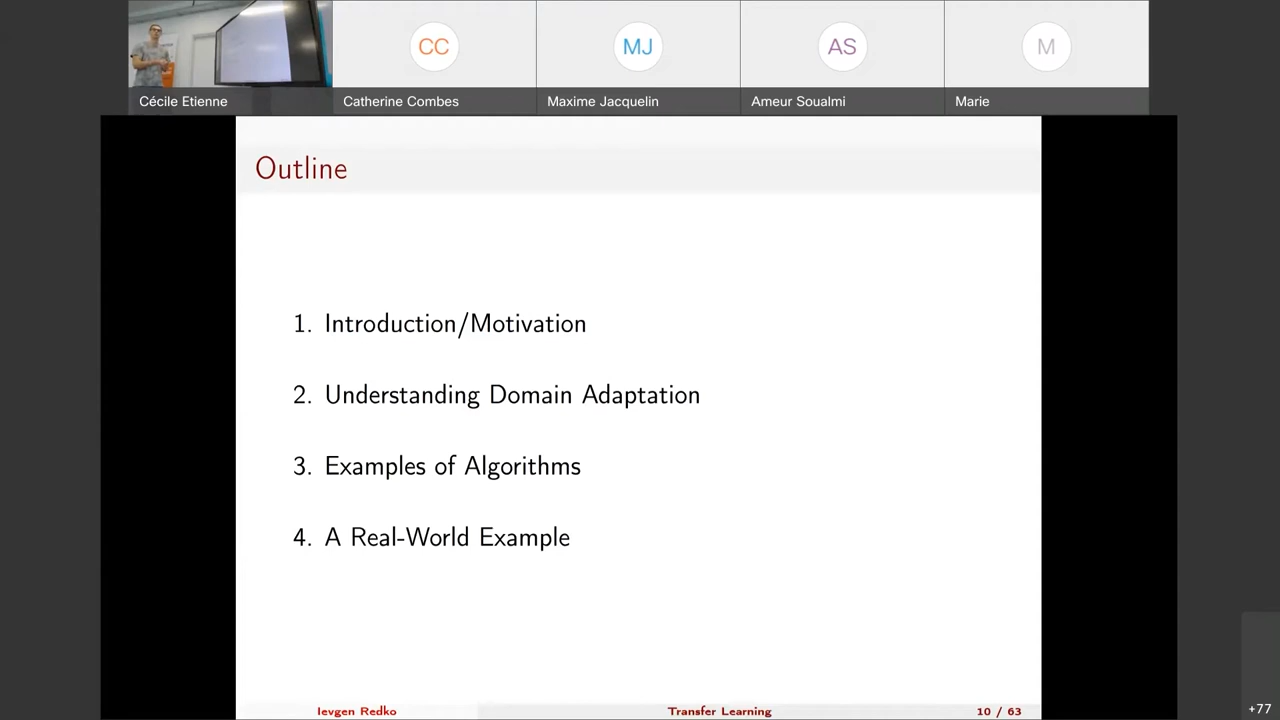 CC
MJ
AS
M
Cécile Etienne
Catherine Combes
Maxime Jacquelin
Ameur Soualmi
Marie
Outline
1. Introduction/Motivation
2. Understanding Domain Adaptation
3. Examples of Algorithms
4. A Real-World Example
Ievgen Redko
Transfer Learning
10 / 63
+77